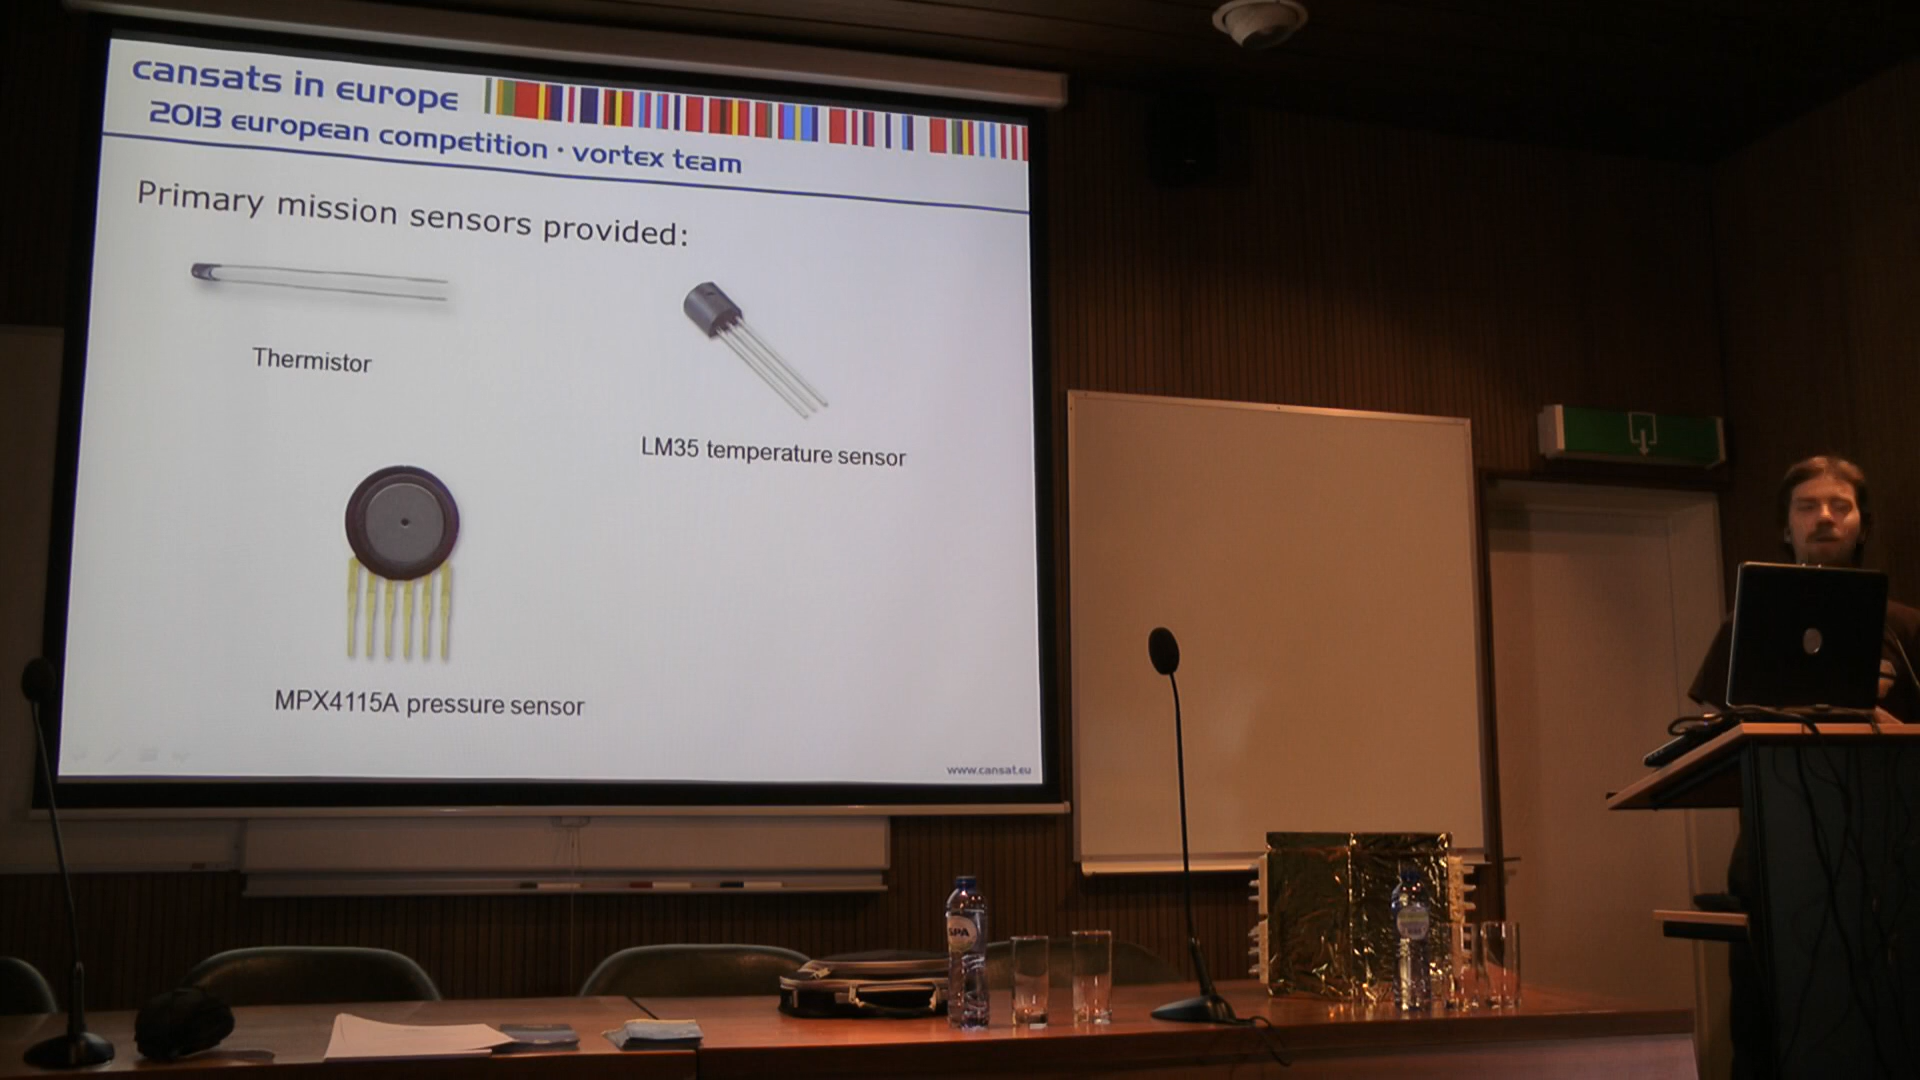 cansats in europe
2013 european competition · vortex team
Primary mission sensors provided:
Thermistor
LM35 temperature sensor
MPX4115A pressure sensor
www.cansat.eu
SPA